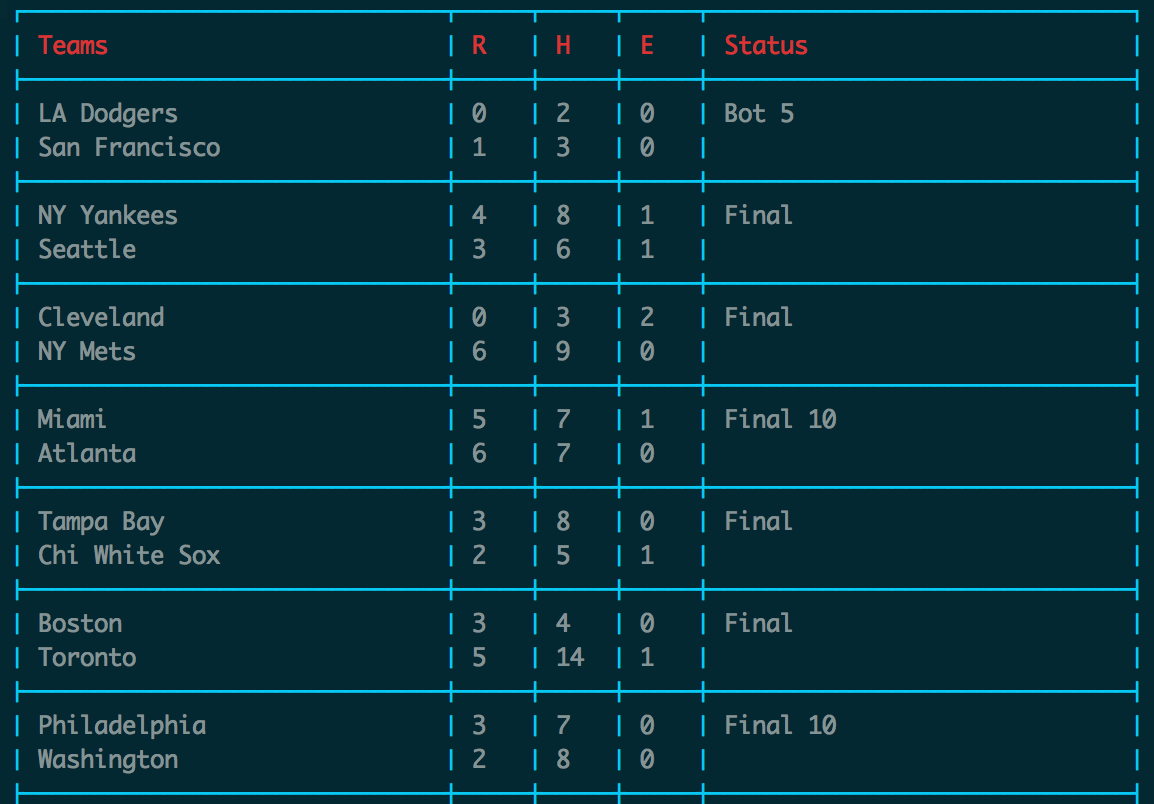 Teams R H E Status
LA Dodgers 0 2 0 Bot 5
San Francisco 1 3 0
NY Yankees 4 8 1 Final
Seattle 3 6 1
Cleveland 0 3 2 Final
NY Mets 6 9 0
Miami 5 7 1 Final 10
Atlanta 6 7 0
Tampa Bay 3 8 0 Final
Chi White Sox 2 5 1
Boston 3 4 0 Final
Toronto 5 14 1
Philadelphia 3 7 0 Final 10
Washington 2 8 0